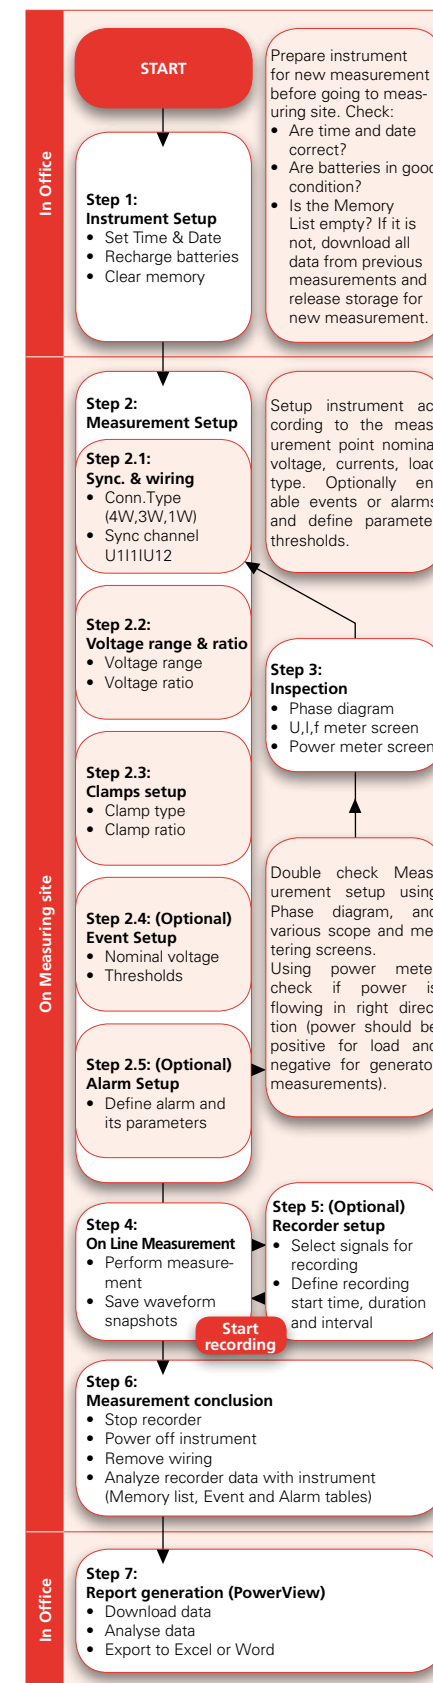 In Office
START
Prepare instrument
for new measurement
before going to meas-
uring site. Check:
• Are time and date
correct?
• Are batteries in good
condition?
• Is the Memory
List empty? If it is
not, download all
data from previous
measurements and
release storage for
new measurement.
Step 1:
Instrument Setup
• Set Time & Date
• Recharge batteries
• Clear memory
On Measuring site
Step 2:
Measurement Setup
Setup instrument ac
cording to the meas
urement point nomina
voltage, currents, load
type. Optionally en
able events or alarms
and define paramete
thresholds.
Step 2.1:
Sync. & wiring
• Conn.Type
(4W,3W,1W)
• Sync channel
U1I1IU12
Step 2.2:
Voltage range & ratio
• Voltage range
• Voltage ratio
Step 3:
Inspection
• Phase diagram
• U,I,f meter screen
• Power meter screen
Step 2.3:
Clamps setup
• Clamp type
• Clamp ratio
Double check Meas
urement setup using
Phase diagram, and
various scope and me
tering screens.
Using power mete
check if power is
flowing in right direc
tion (power should be
positive for load and
negative for generato
measurements).
Step 2.4: (Optional)
Event Setup
• Nominal voltage
• Thresholds
Step 2.5: (Optional)
Alarm Setup
• Define alarm and
its parameters
Step 4:
On Line Measurement
• Perform measure-
ment
• Save waveform
snapshots
Step 5: (Optional)
Recorder setup
• Select signals for
recording
• Define recording
start time, duration
and interval
Start
recording
Step 6:
Measurement conclusion
• Stop recorder
• Power off instrument
• Remove wiring
• Analyze recorder data with instrument
(Memory list, Event and Alarm tables)
In Office
Step 7:
Report generation (PowerView)
• Download data
• Analyse data
• Export to Excel or Word